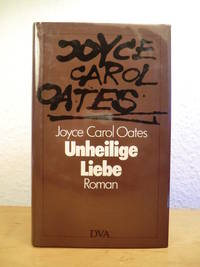 JOYCE
CAROL
OATES
Joyce Carol Oates
Unheilige
Liebe
Roman
DVA